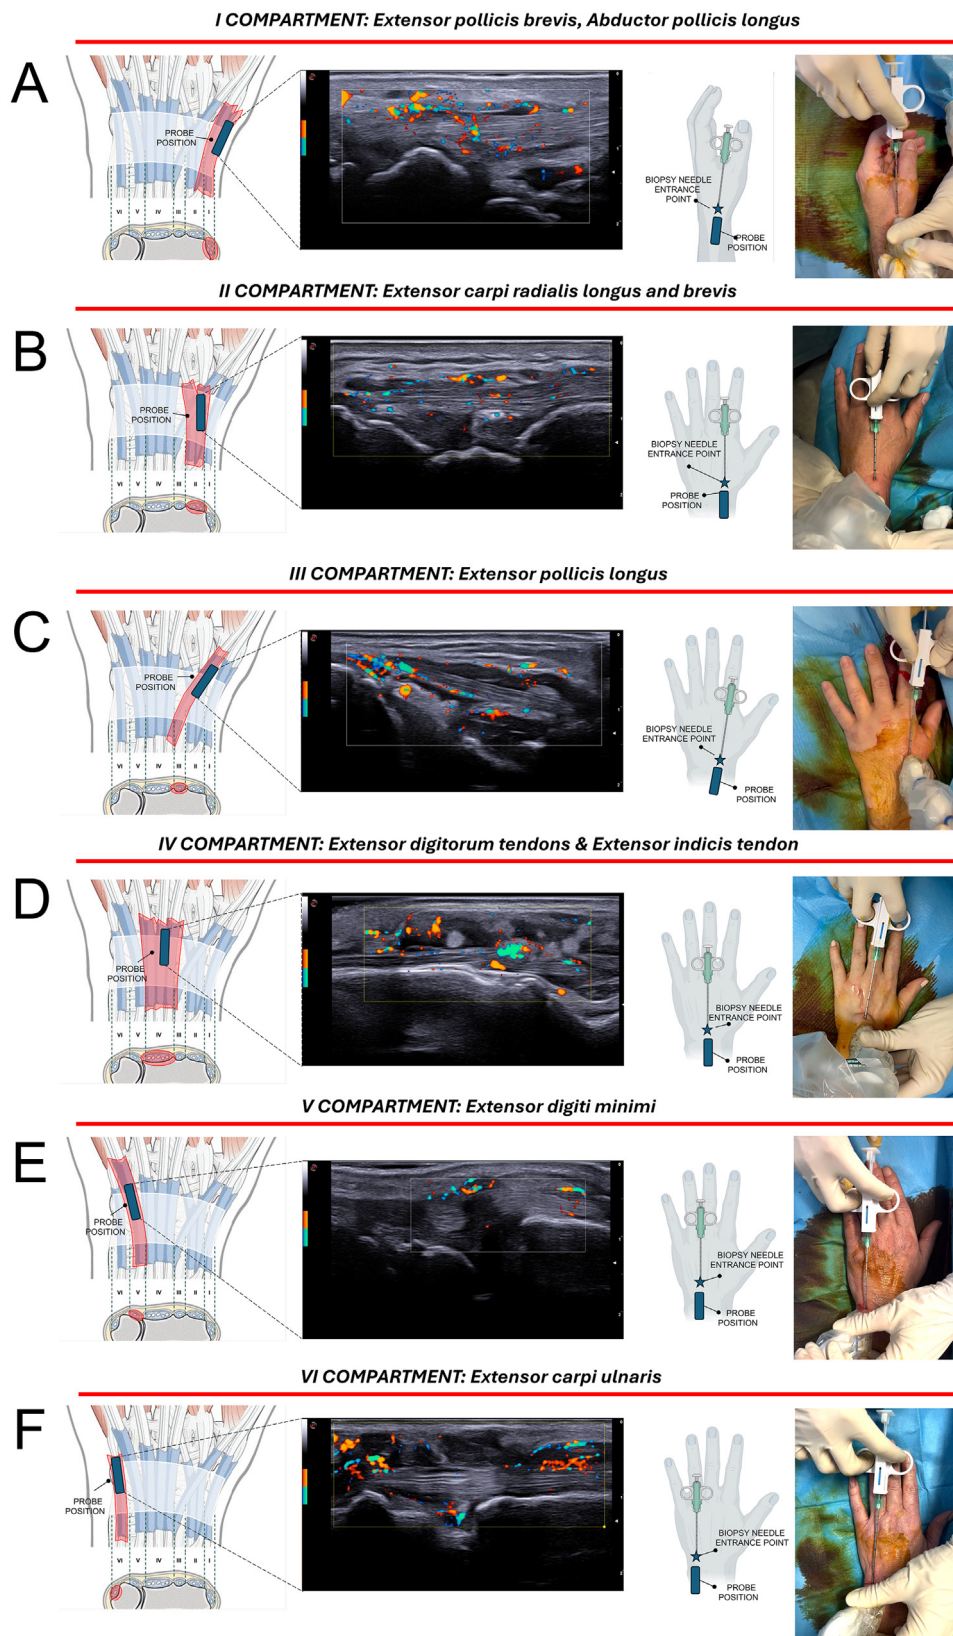 I COMPARTMENT: Extensor pollicis brevis, Abductor pollicis longus
A
PROBE
POSITION
VI V IV III II I
BIOPSY NEEDLE
ENTRANCE
POINT
PROBE
POSITION
II COMPARTMENT: Extensor carpi radialis longus and brevis
B
PROBE
POSITION
VI V IV III II I
BIOPSY NEEDLE
ENTRANCE POINT
PROBE
POSITION
III COMPARTMENT: Extensor pollicis longus
C
PROBE
POSITION
VI V IV III II I
BIOPSY NEEDLE
ENTRANCE POINT
PROBE
POSITION
IV COMPARTMENT: Extensor digitorum tendons & Extensor indicis tendon
D
PROBE
POSITION
VI V IV III II I
BIOPSY NEEDLE
ENTRANCE POINT
PROBE
POSITION
V COMPARTMENT: Extensor digiti minimi
E
PROBE
POSITION
VI V IV III II I
BIOPSY NEEDLE
ENTRANCE POINT
PROBE
POSITION
VI COMPARTMENT: Extensor carpi ulnaris
F
PROBE
POSITION
VI V IV III II I
BIOPSY NEEDLE
ENTRANCE POINT
PROBE
POSITION